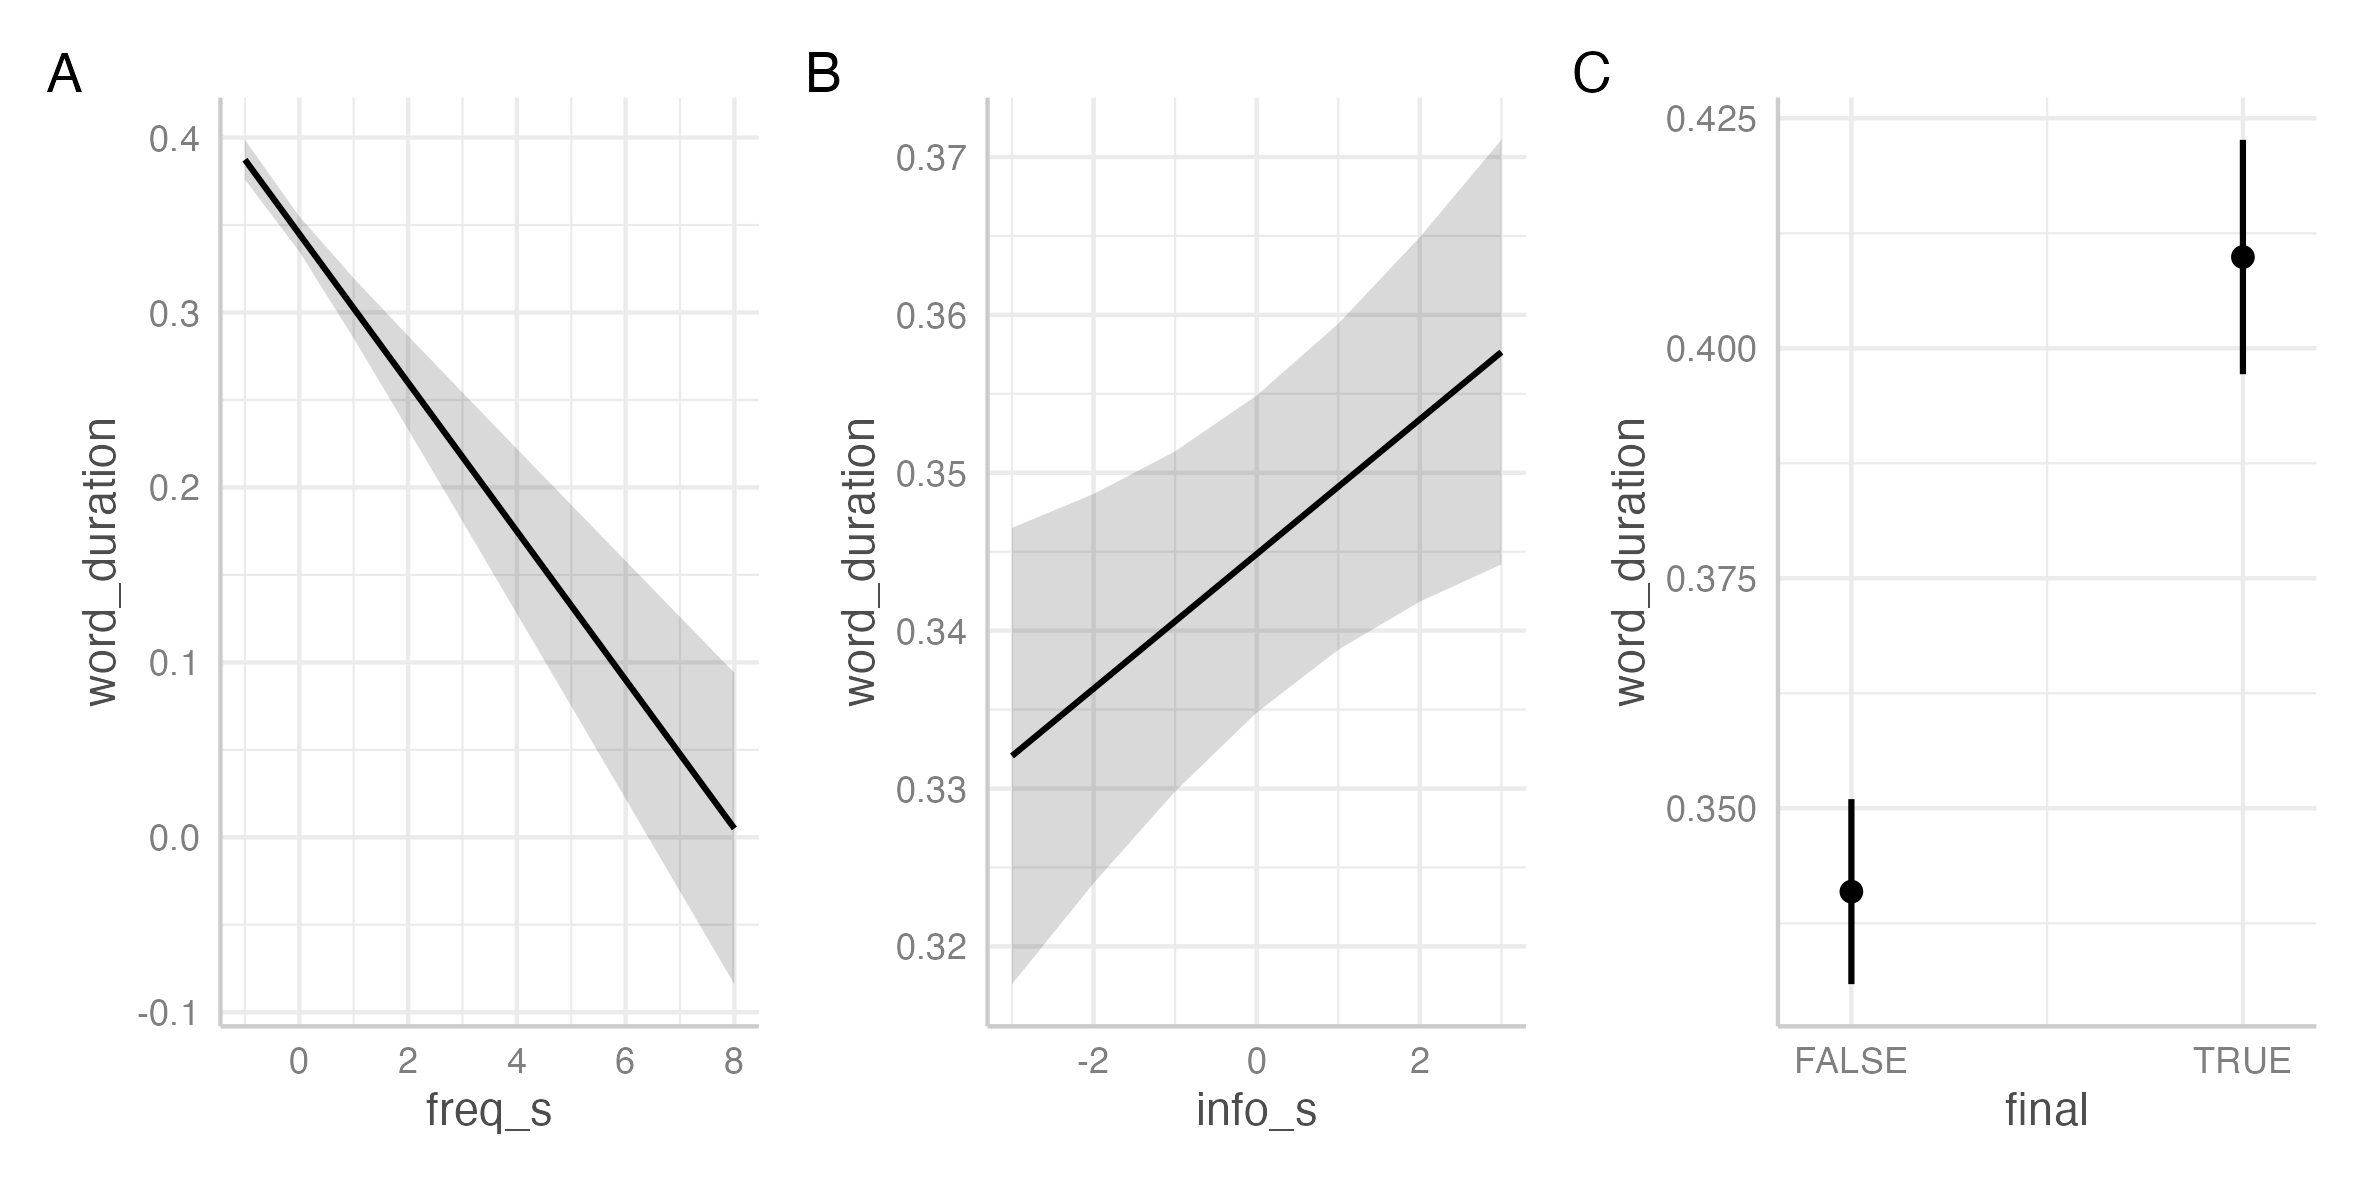 A
word_duration
0.4
0.3
0.2
0.1
0.0
-0.1
0 2 4 6 8
freq_s
B
word_duration
0.37
0.36
0.35
0.34
0.33
0.32
-2 0 2
info_s
C
word_duration
0.425
0.400
0.375
0.350
FALSE TRUE
final